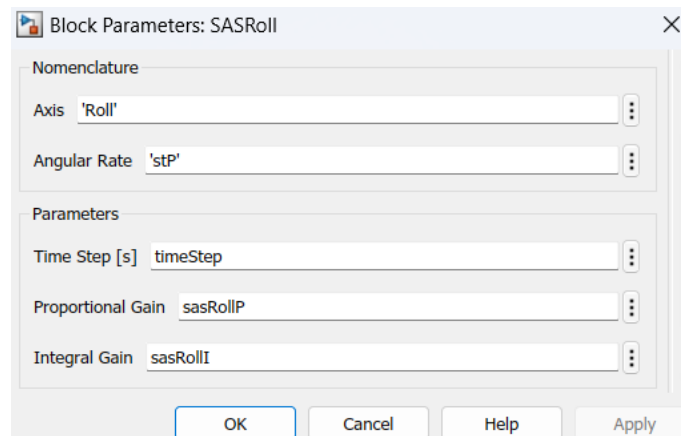 Block Parameters: SASRoll
Nomenclature
Axis 'Roll'
Angular Rate 'stP'
Parameters
Time Step [s] timeStep
Proportional Gain sasRollP
Integral Gain sasRollI
OK Cancel Help Apply